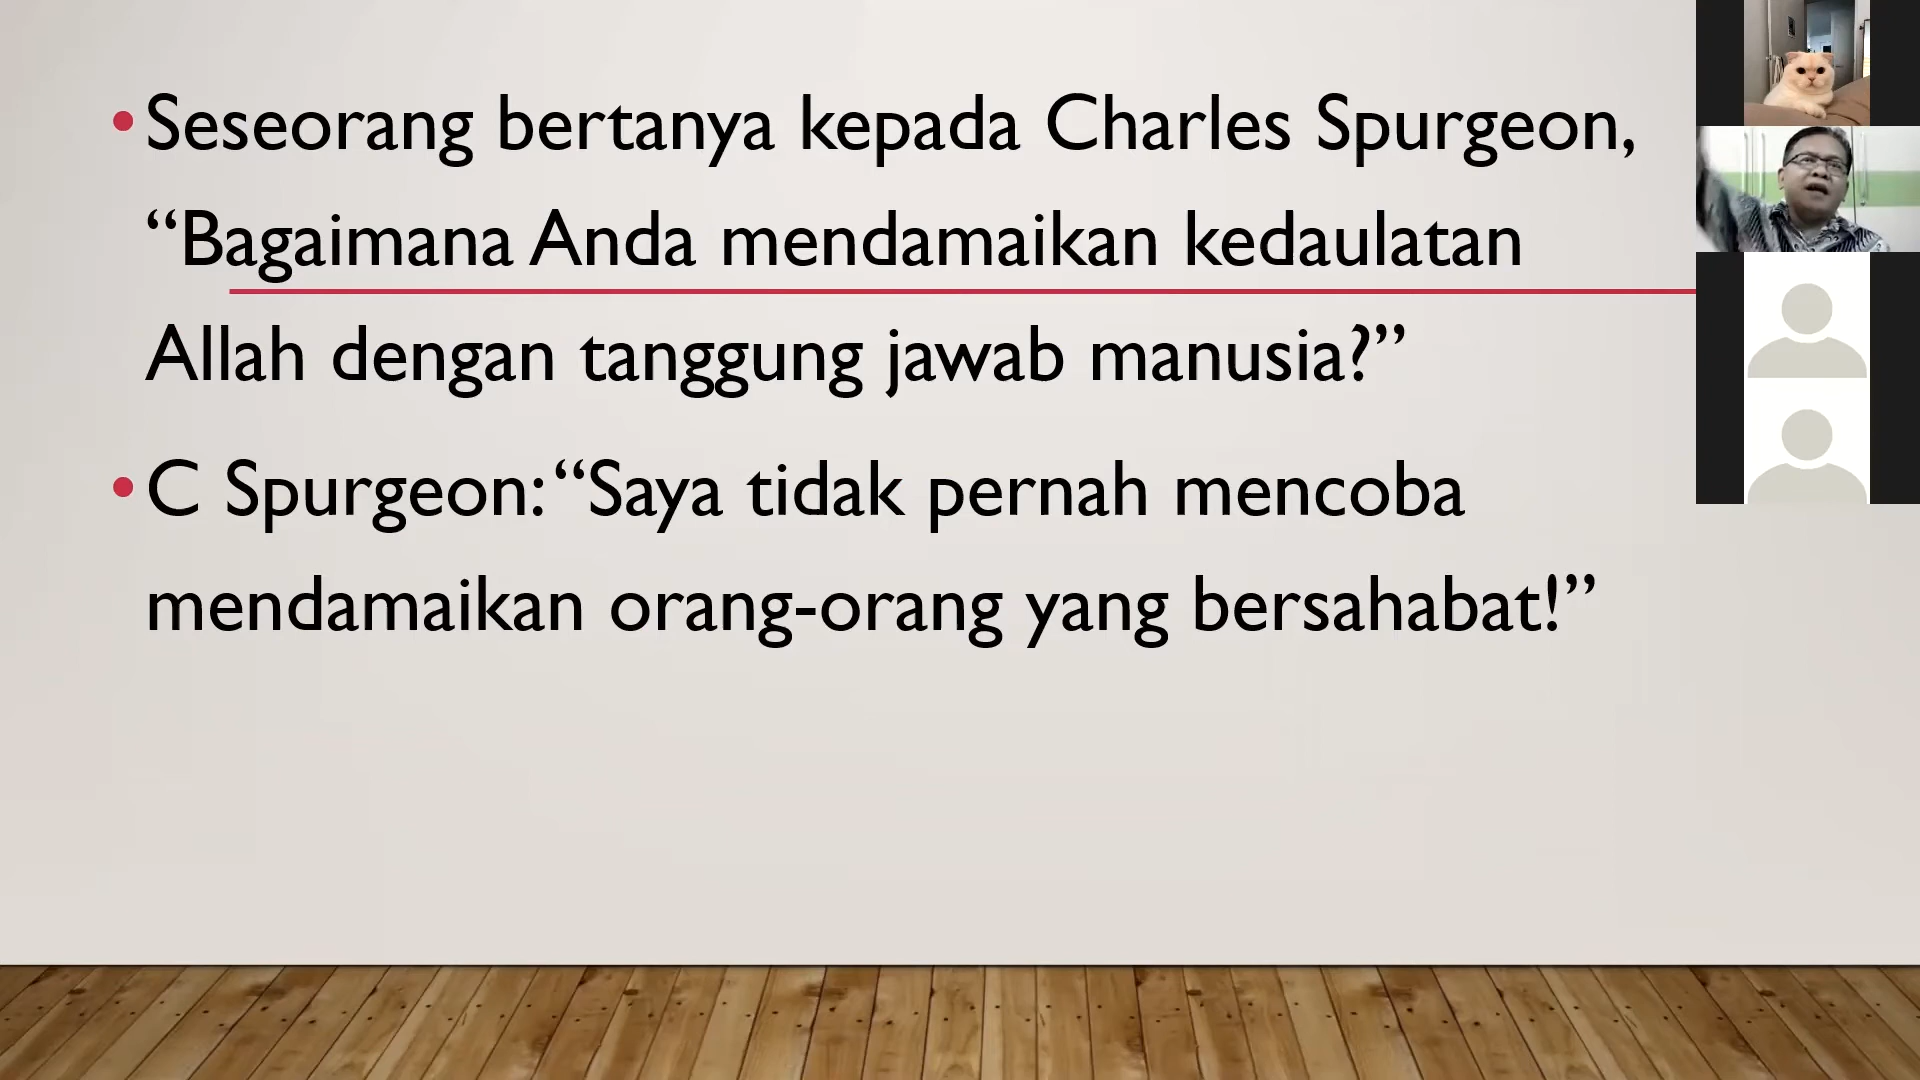 • Seseorang bertanya kepada Charles Spurgeon,
“Bagaimana Anda mendamaikan kedaulatan
Allah dengan tanggung jawab manusia?”
• C Spurgeon: “Saya tidak pernah mencoba
mendamaikan orang-orang yang bersahabat!”